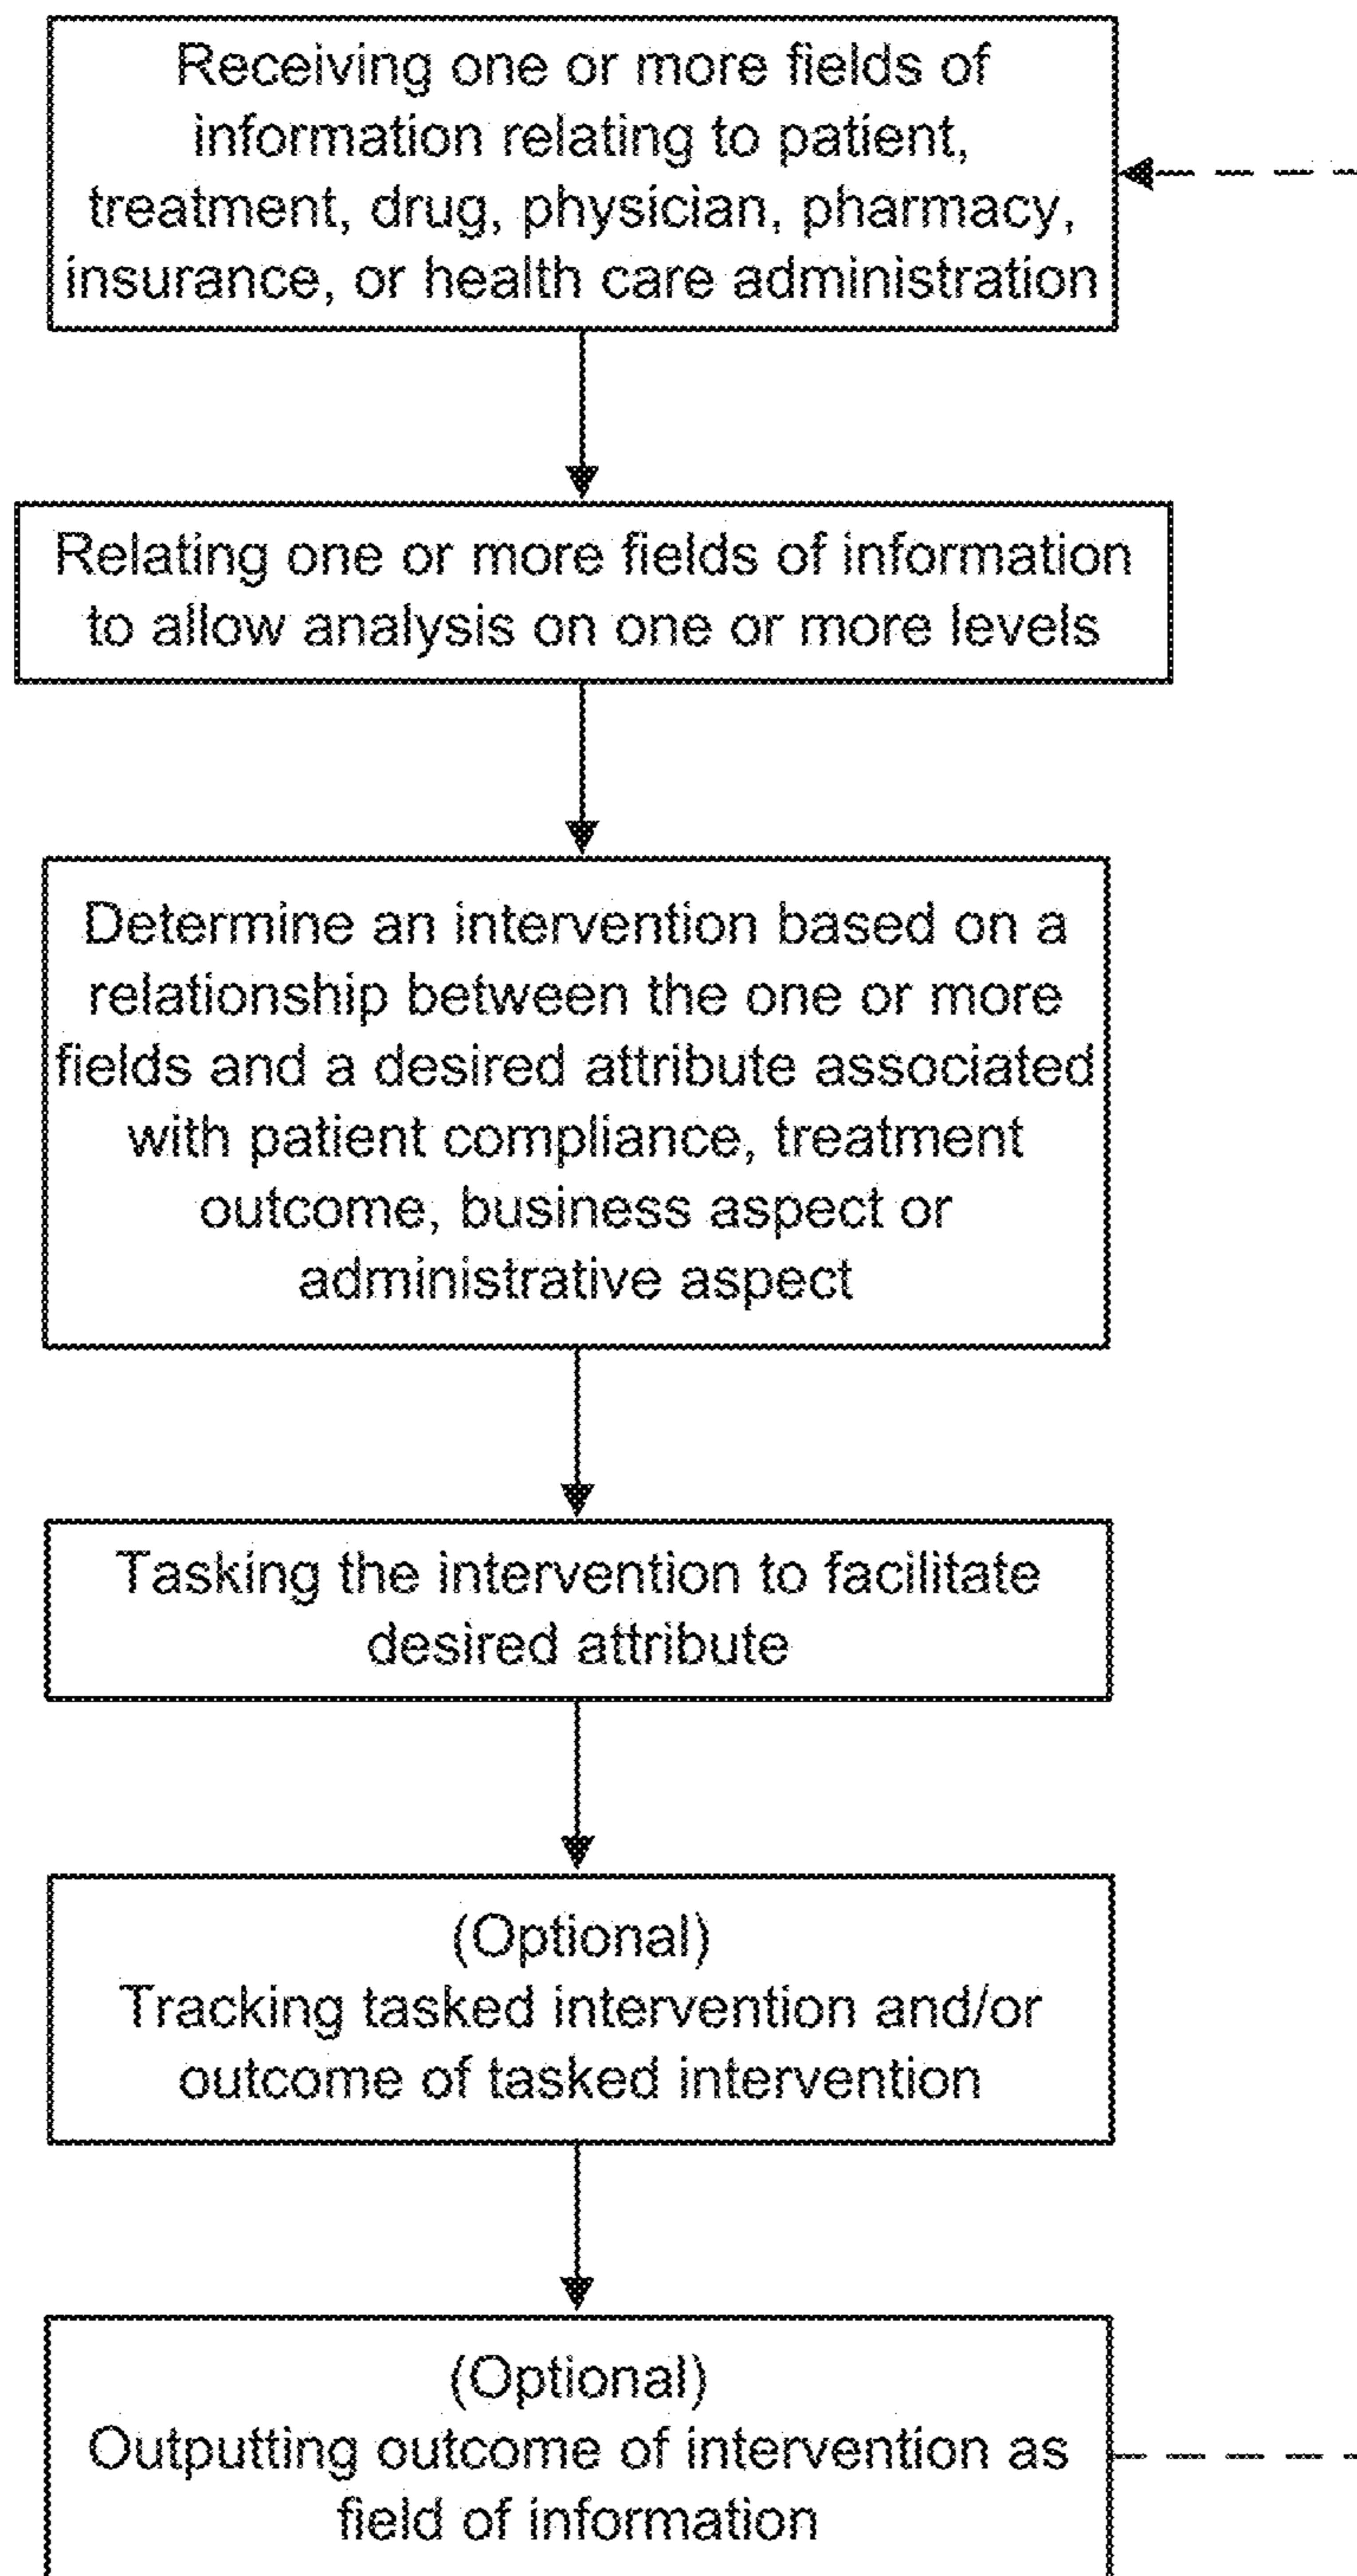 Receiving one or more fields of
information relating to patient,
treatment, drug, physician, pharmacy,
insurance, or health care administration
Relating one or more fields of information
to allow analysis on one or more levels
Determine an intervention based on a
relationship between the one or more
fields and a desired attribute associated
with patient compliance, treatment
outcome, business aspect or
administrative aspect
Tasking the intervention to facilitate
desired attribute
(Optional)
Tracking tasked intervention and/or
outcome of tasked intervention
(Optional)
Outputting outcome of intervention as
field of information